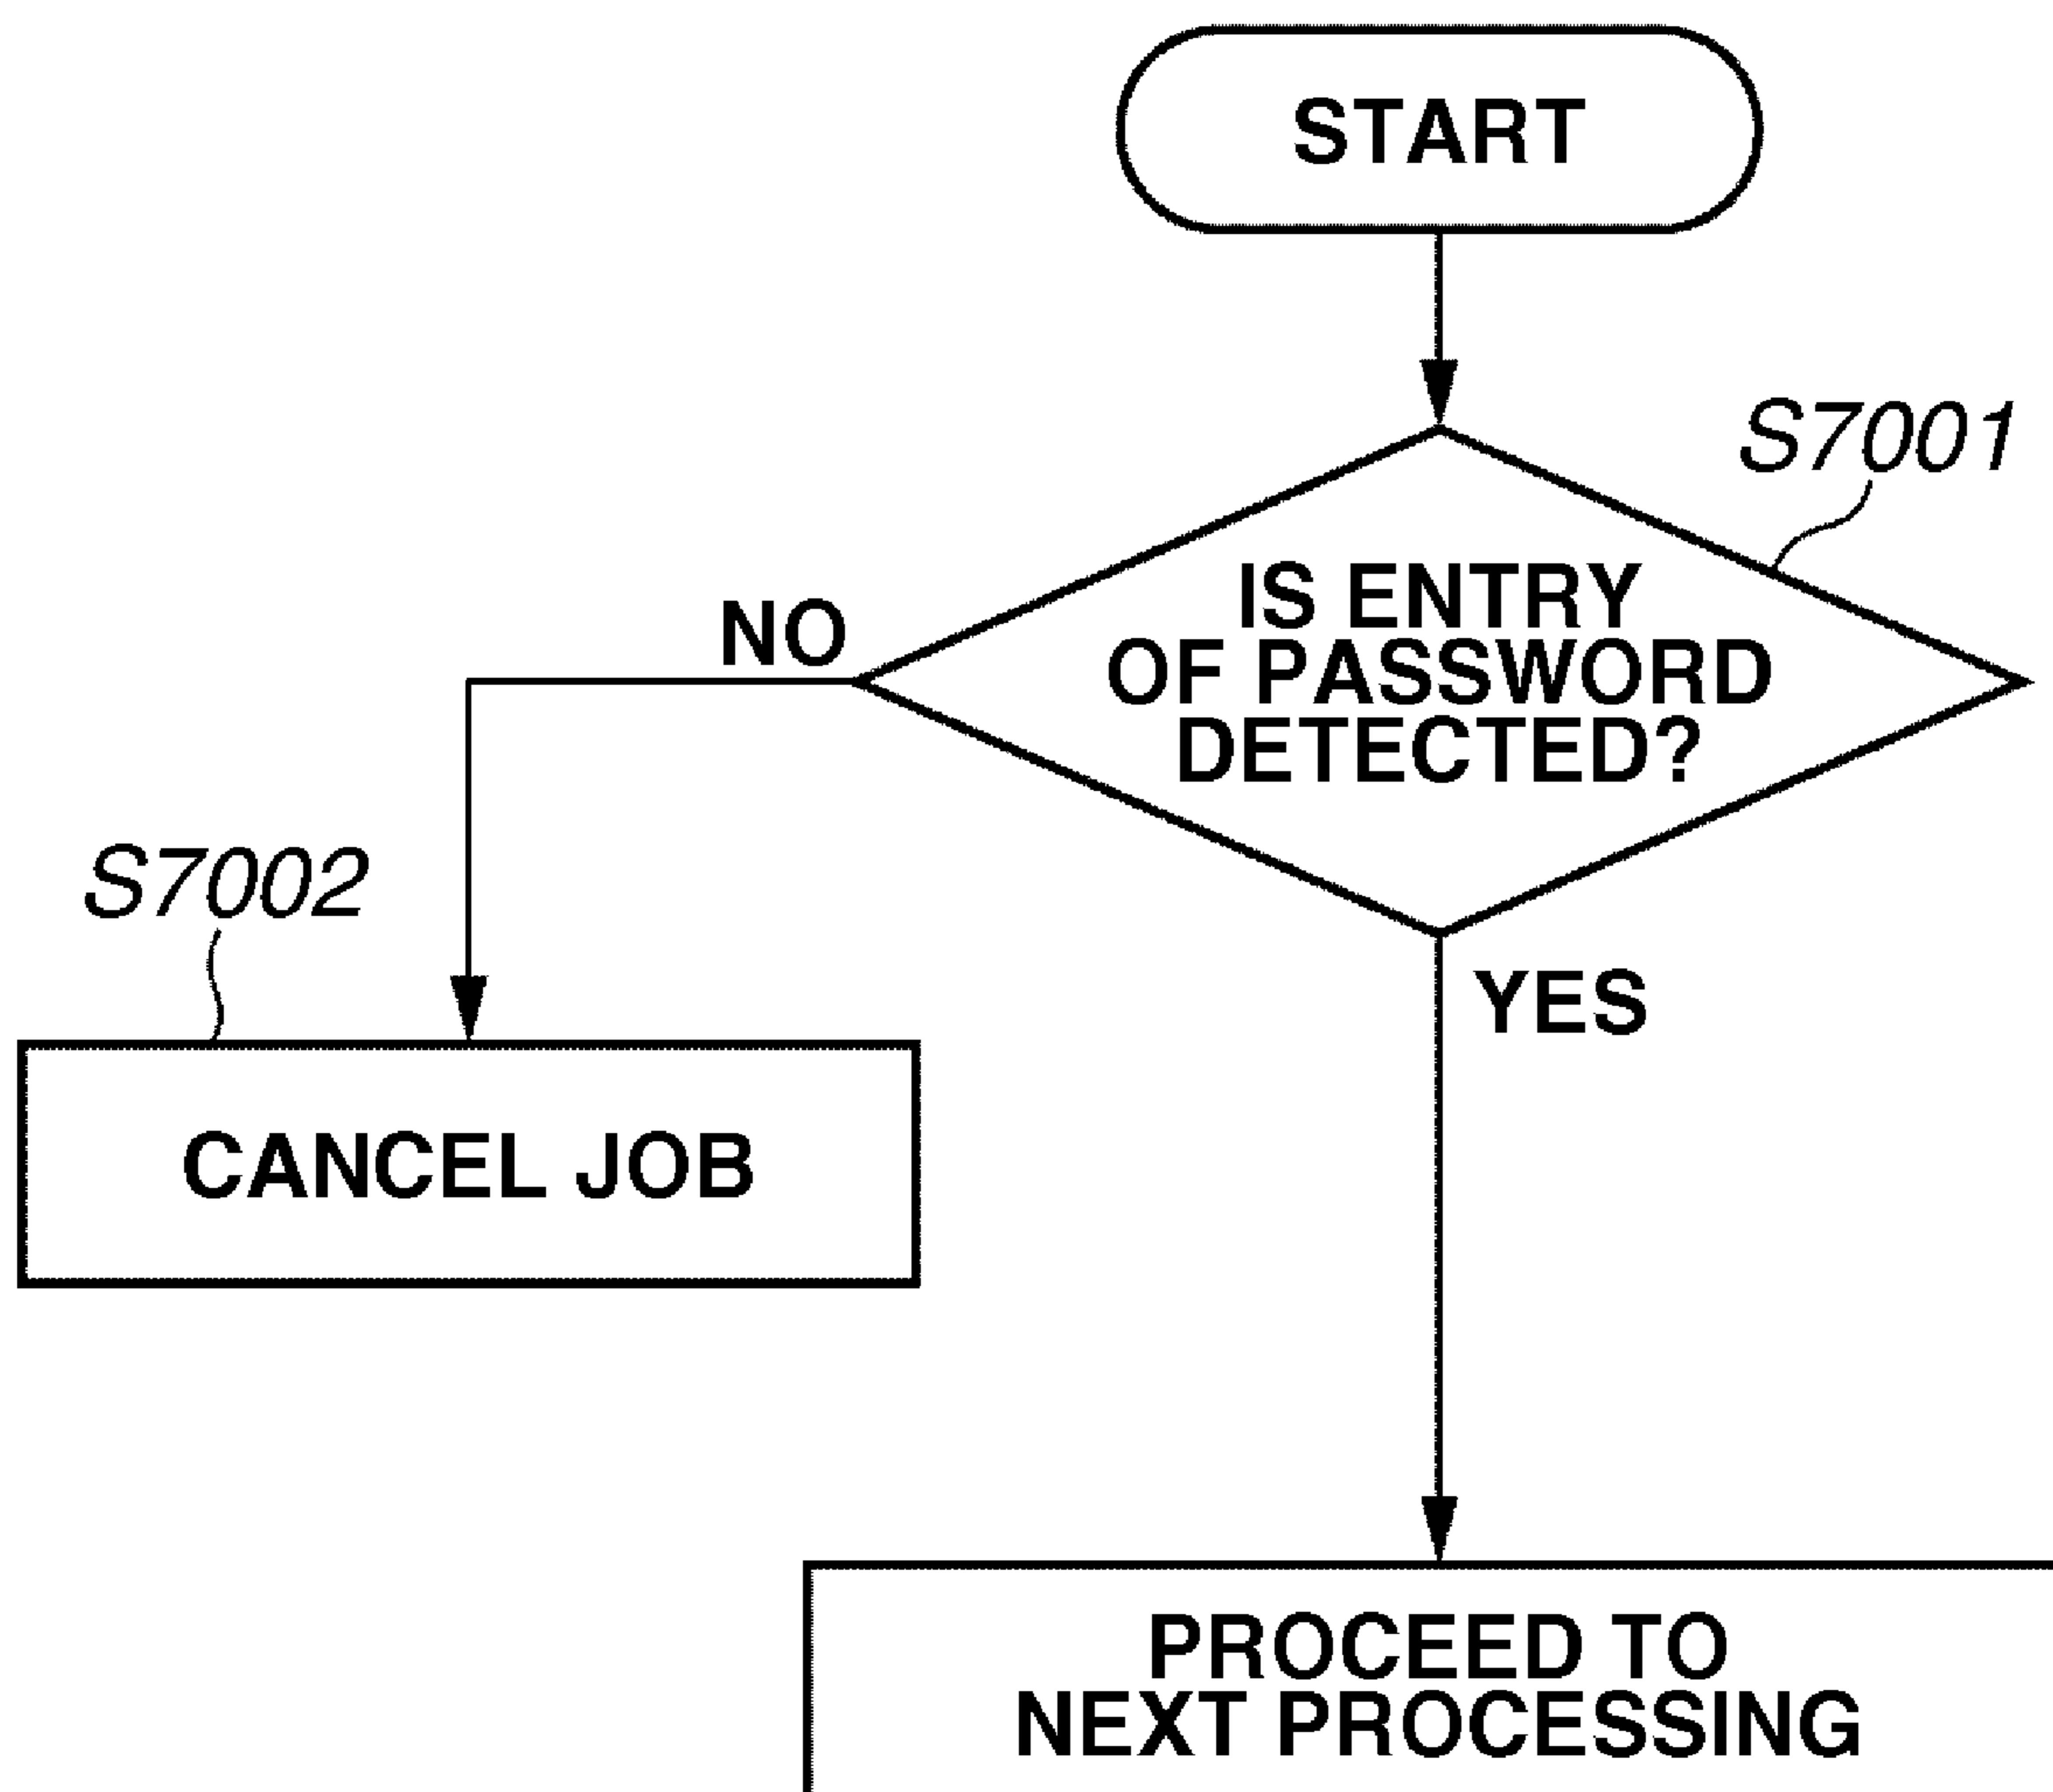 START
S7001
IS ENTRY
OF PASSWORD
DETECTED?
NO
YES
S7002
CANCEL JOB
PROCEED TO
NEXT PROCESSING